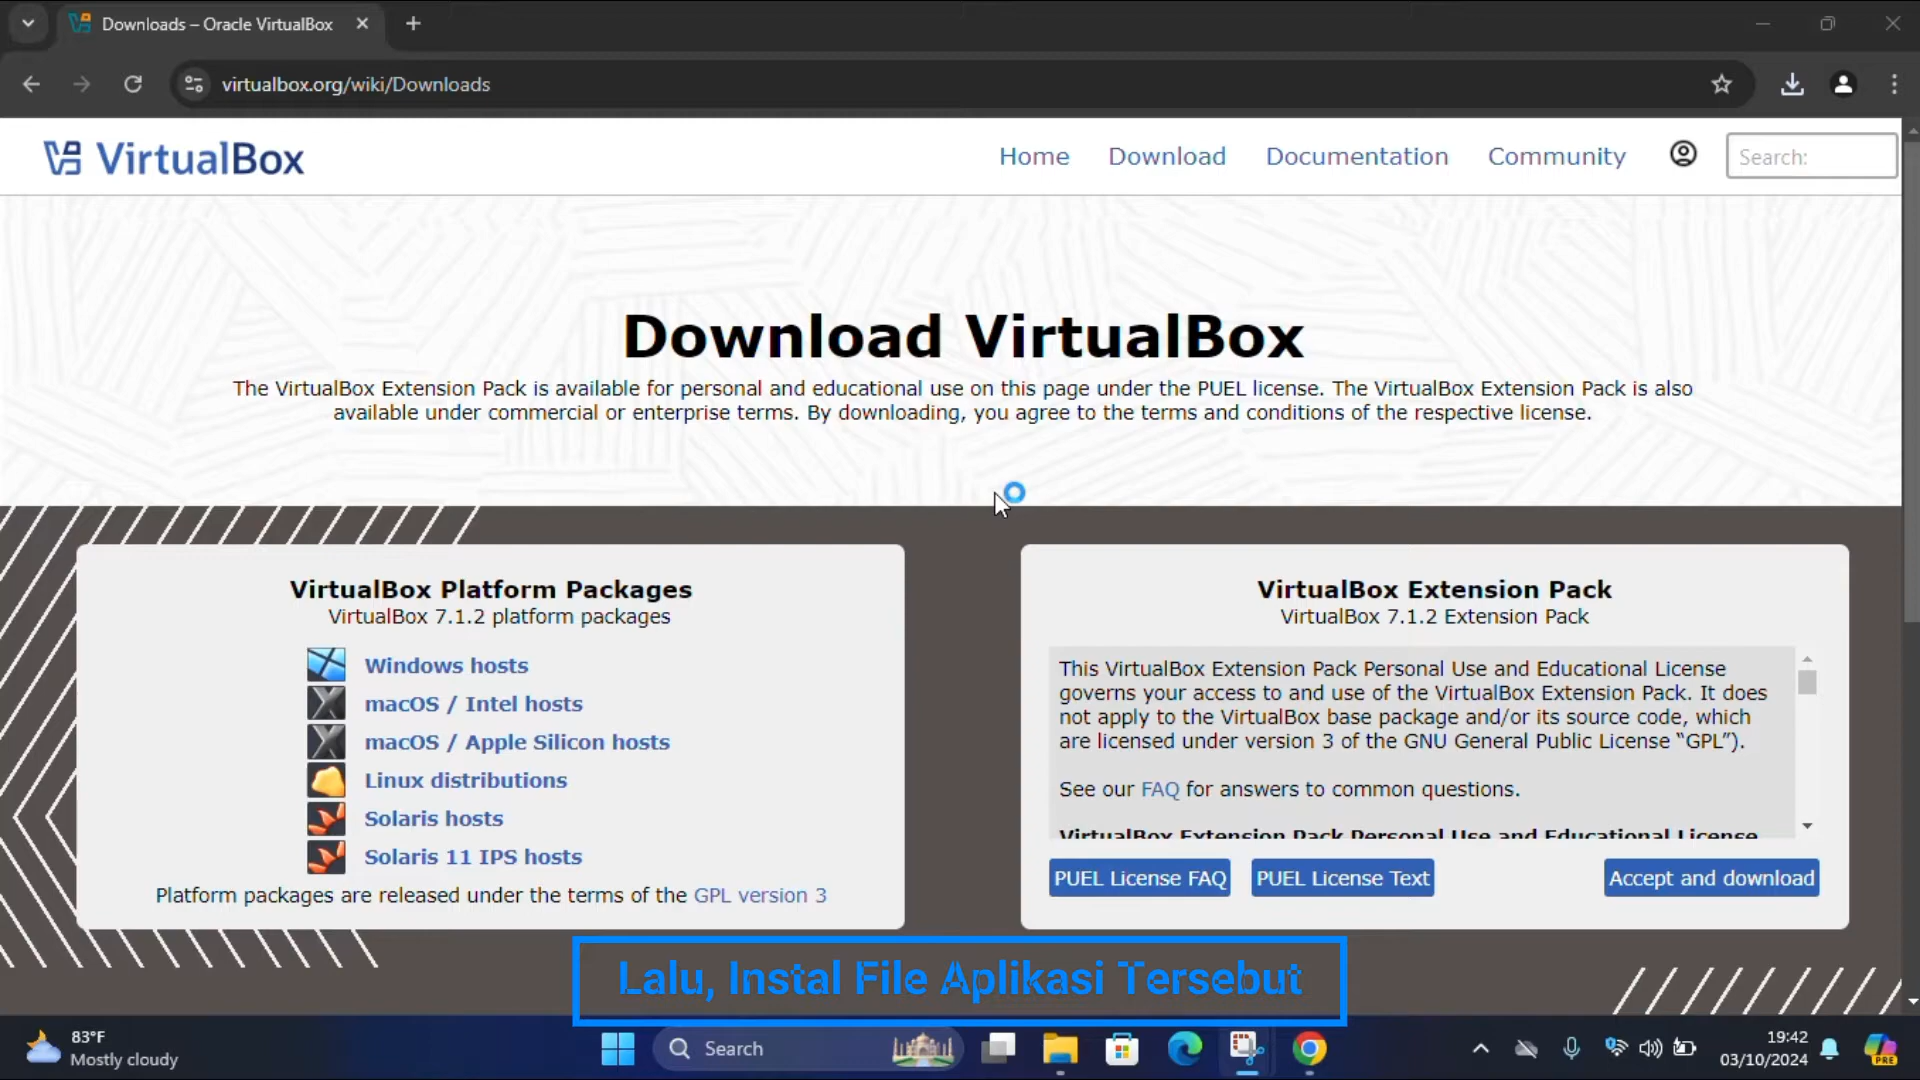 Downloads – Oracle VirtualBox
virtualbox.org/wiki/Downloads
VirtualBox
Home
Download
Documentation
Community
Search:
Download VirtualBox
The VirtualBox Extension Pack is available for personal and educational use on this page under the PUEL license. The VirtualBox Extension Pack is also
available under commercial or enterprise terms. By downloading, you agree to the terms and conditions of the respective license.
VirtualBox Platform Packages
VirtualBox 7.1.2 platform packages
Windows hosts
macOS / Intel hosts
macOS / Apple Silicon hosts
Linux distributions
Solaris hosts
Solaris 11 IPS hosts
Platform packages are released under the terms of the GPL version 3
VirtualBox Extension Pack
VirtualBox 7.1.2 Extension Pack
This VirtualBox Extension Pack Personal Use and Educational License
governs your access to and use of the VirtualBox Extension Pack. It does
not apply to the VirtualBox base package and/or its source code, which
are licensed under version 3 of the GNU General Public License “GPL”).
See our FAQ for answers to common questions.
VirtualBox Extension Pack Personal Use and Educational License
PUEL License FAQ
PUEL License Text
Accept and download
Lalu, Instal File Aplikasi Tersebut
83°F
Mostly cloudy
Search
19:42
03/10/2024
PRE